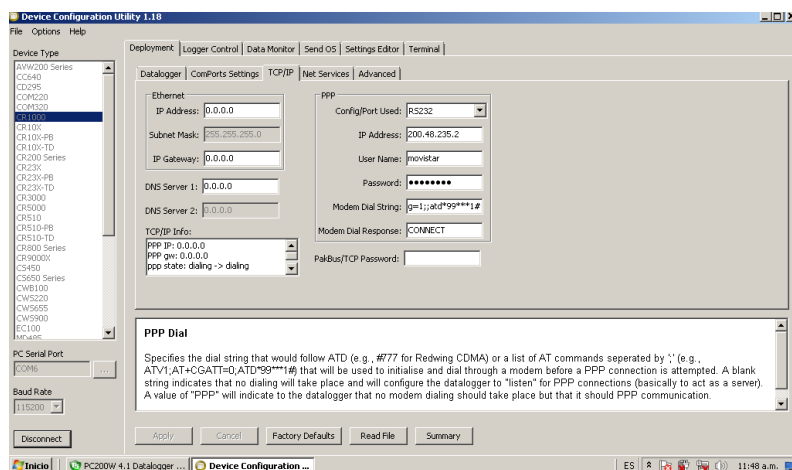 Device Configuration Utility 1.18
File Options Help
Device Type
AVW200 Series
CC640
CD295
COM220
COM320
CR1000
CR10X
CR10X-PB
CR10X-TD
CR200 Series
CR23X
CR23X-PB
CR23X-TD
CR3000
CR5000
CR510
CR510-PB
CR510-TD
CR800 Series
CR9000X
CS450
CS650 Series
CWB100
CWS220
CWS655
CWS900
EC100
MD485
PC Serial Port
COM6
...
Baud Rate
115200
Disconnect
Deployment Logger Control Data Monitor Send OS Settings Editor Terminal
Datalogger ComPorts Settings TCP/IP Net Services Advanced
Ethernet
IP Address: 0.0.0.0
Subnet Mask: 255.255.255.0
IP Gateway: 0.0.0.0
DNS Server 1: 0.0.0.0
DNS Server 2: 0.0.0.0
TCP/IP Info:
PPP IP: 0.0.0.0
PPP gw: 0.0.0.0
ppp state: dialing -> dialing
PPP
Config/Port Used: RS232
IP Address: 200.48.235.2
User Name: movistar
Password: ●●●●●●●●
Modem Dial String: g=1;;atd*99***1#
Modem Dial Response: CONNECT
PakBus/TCP Password:
PPP Dial
Specifies the dial string that would follow ATD (e.g., #777 for Redwing CDMA) or a list of AT commands seperated by ';' (e.g.,
ATV1;AT+CGATT=0;ATD*99***1#) that will be used to initialise and dial through a modem before a PPP connection is attempted. A blank
string indicates that no dialing will take place and will configure the datalogger to "listen" for PPP connections (basically to act as a server).
A value of "PPP" will indicate to the datalogger that no modem dialing should take place but that it should PPP communication.
Apply Cancel Factory Defaults Read File Summary
Inicio PC200W 4.1 Datalogger ... Device Configuration ... ES 11:48 a.m.